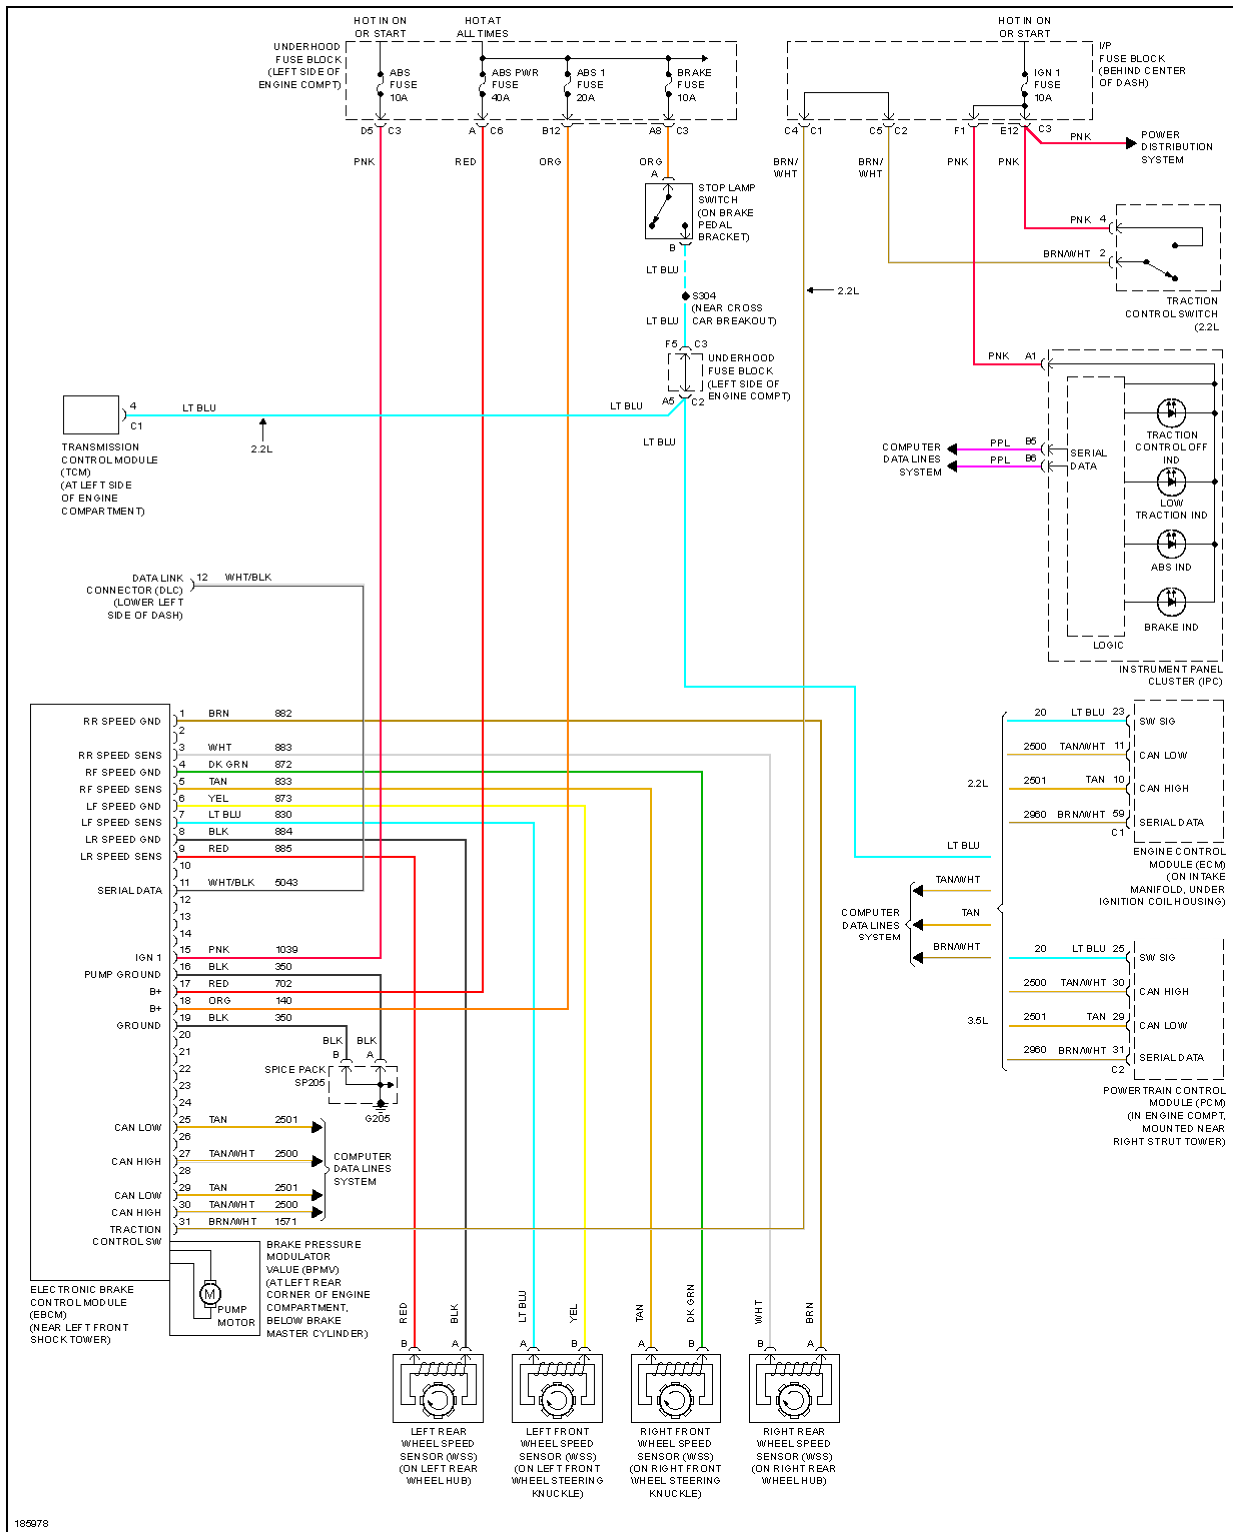 HOT IN ON
OR START
HOT AT
ALL TIMES
HOT IN ON
OR START
UNDERHOOD
FUSE BLOCK
(LEFT SIDE OF
ENGINE COMPT)
ABS
FUSE
10A
ABS PWR
FUSE
40A
ABS 1
FUSE
20A
BRAKE
FUSE
10A
IGN 1
FUSE
10A
I/P
FUSE BLOCK
(BEHIND CENTER
OF DASH)
D5 C3
A C6
B12
A8 C3
C4 C1
C5 C2
F1
E12 C3
PNK
RED
ORG
ORG
A
BRN/
WHT
BRN/
WHT
PNK
PNK
PNK
POWER
DISTRIBUTION
SYSTEM
STOP LAMP
SWITCH
(ON BRAKE
PEDAL
BRACKET)
B
LT BLU
S304
(NEAR CROSS
CAR BREAKOUT)
LT BLU
F5 C3
UNDERHOOD
FUSE BLOCK
(LEFT SIDE OF
ENGINE COMPT)
A5 C2
LT BLU
LT BLU
2.2L
PNK 4
BRN/WHT 2
TRACTION
CONTROL SWITCH
(2.2L
PNK A1
4
C1
LT BLU
2.2L
TRANSMISSION
CONTROL MODULE
(TCM)
(AT LEFT SIDE
OF ENGINE
COMPARTMENT)
COMPUTER
DATA LINES
SYSTEM
PPL B5
PPL B6
SERIAL
DATA
TRACTION
CONTROL OFF
IND
LOW
TRACTION IND
ABS IND
BRAKE IND
LOGIC
INSTRUMENT PANEL
CLUSTER (IPC)
DATA LINK
CONNECTOR (DLC)
(LOWER LEFT
SIDE OF DASH)
12 WHT/BLK
RR SPEED GND 1 BRN 882
2
RR SPEED SENS 3 WHT 883
RF SPEED GND 4 DK GRN 872
RF SPEED SENS 5 TAN 833
LF SPEED GND 6 YEL 873
LF SPEED SENS 7 LT BLU 830
LR SPEED GND 8 BLK 884
LR SPEED SENS 9 RED 885
10
SERIAL DATA 11 WHT/BLK 5043
12
13
14
IGN 1 15 PNK 1039
PUMP GROUND 16 BLK 350
B+ 17 RED 702
B+ 18 ORG 140
GROUND 19 BLK 350
20
21
22
23
24
CAN LOW 25 TAN 2501
26
CAN HIGH 27 TAN/WHT 2500
28
CAN LOW 29 TAN 2501
CAN HIGH 30 TAN/WHT 2500
TRACTION 31 BRN/WHT 1571
CONTROL SW
BLK BLK
B A
SPICE PACK
SP205
G205
COMPUTER
DATA LINES
SYSTEM
M
PUMP
MOTOR
BRAKE PRESSURE
MODULATOR
VALUE (BPMV)
(AT LEFT REAR
CORNER OF ENGINE
COMPARTMENT,
BELOW BRAKE
MASTER CYLINDER)
ELECTRONIC BRAKE
CONTROL MODULE
(EBCM)
(NEAR LEFT FRONT
SHOCK TOWER)
20 LT BLU 23 SW SIG
2500 TAN/WHT 11 CAN LOW
2.2L
2501 TAN 10 CAN HIGH
2960 BRN/WHT 59 SERIAL DATA
C1
ENGINE CONTROL
MODULE (ECM)
(ON INTAKE
MANIFOLD, UNDER
IGNITION COIL HOUSING)
LT BLU
TAN/WHT
TAN
BRN/WHT
COMPUTER
DATA LINES
SYSTEM
20 LT BLU 25 SW SIG
2500 TAN/WHT 30 CAN HIGH
3.5L
2501 TAN 29 CAN LOW
2960 BRN/WHT 31 SERIAL DATA
C2
POWERTRAIN CONTROL
MODULE (PCM)
(IN ENGINE COMPT,
MOUNTED NEAR
RIGHT STRUT TOWER)
RED
BLK
LT BLU
YEL
TAN
DK GRN
WHT
BRN
B A
A B
A B
B A
LEFT REAR
WHEEL SPEED
SENSOR (WSS)
(ON LEFT REAR
WHEEL HUB)
LEFT FRONT
WHEEL SPEED
SENSOR (WSS)
(ON LEFT FRONT
WHEEL STEERING
KNUCKLE)
RIGHT FRONT
WHEEL SPEED
SENSOR (WSS)
(ON RIGHT FRONT
WHEEL STEERING
KNUCKLE)
RIGHT REAR
WHEEL SPEED
SENSOR (WSS)
(ON RIGHT REAR
WHEEL HUB)
185978